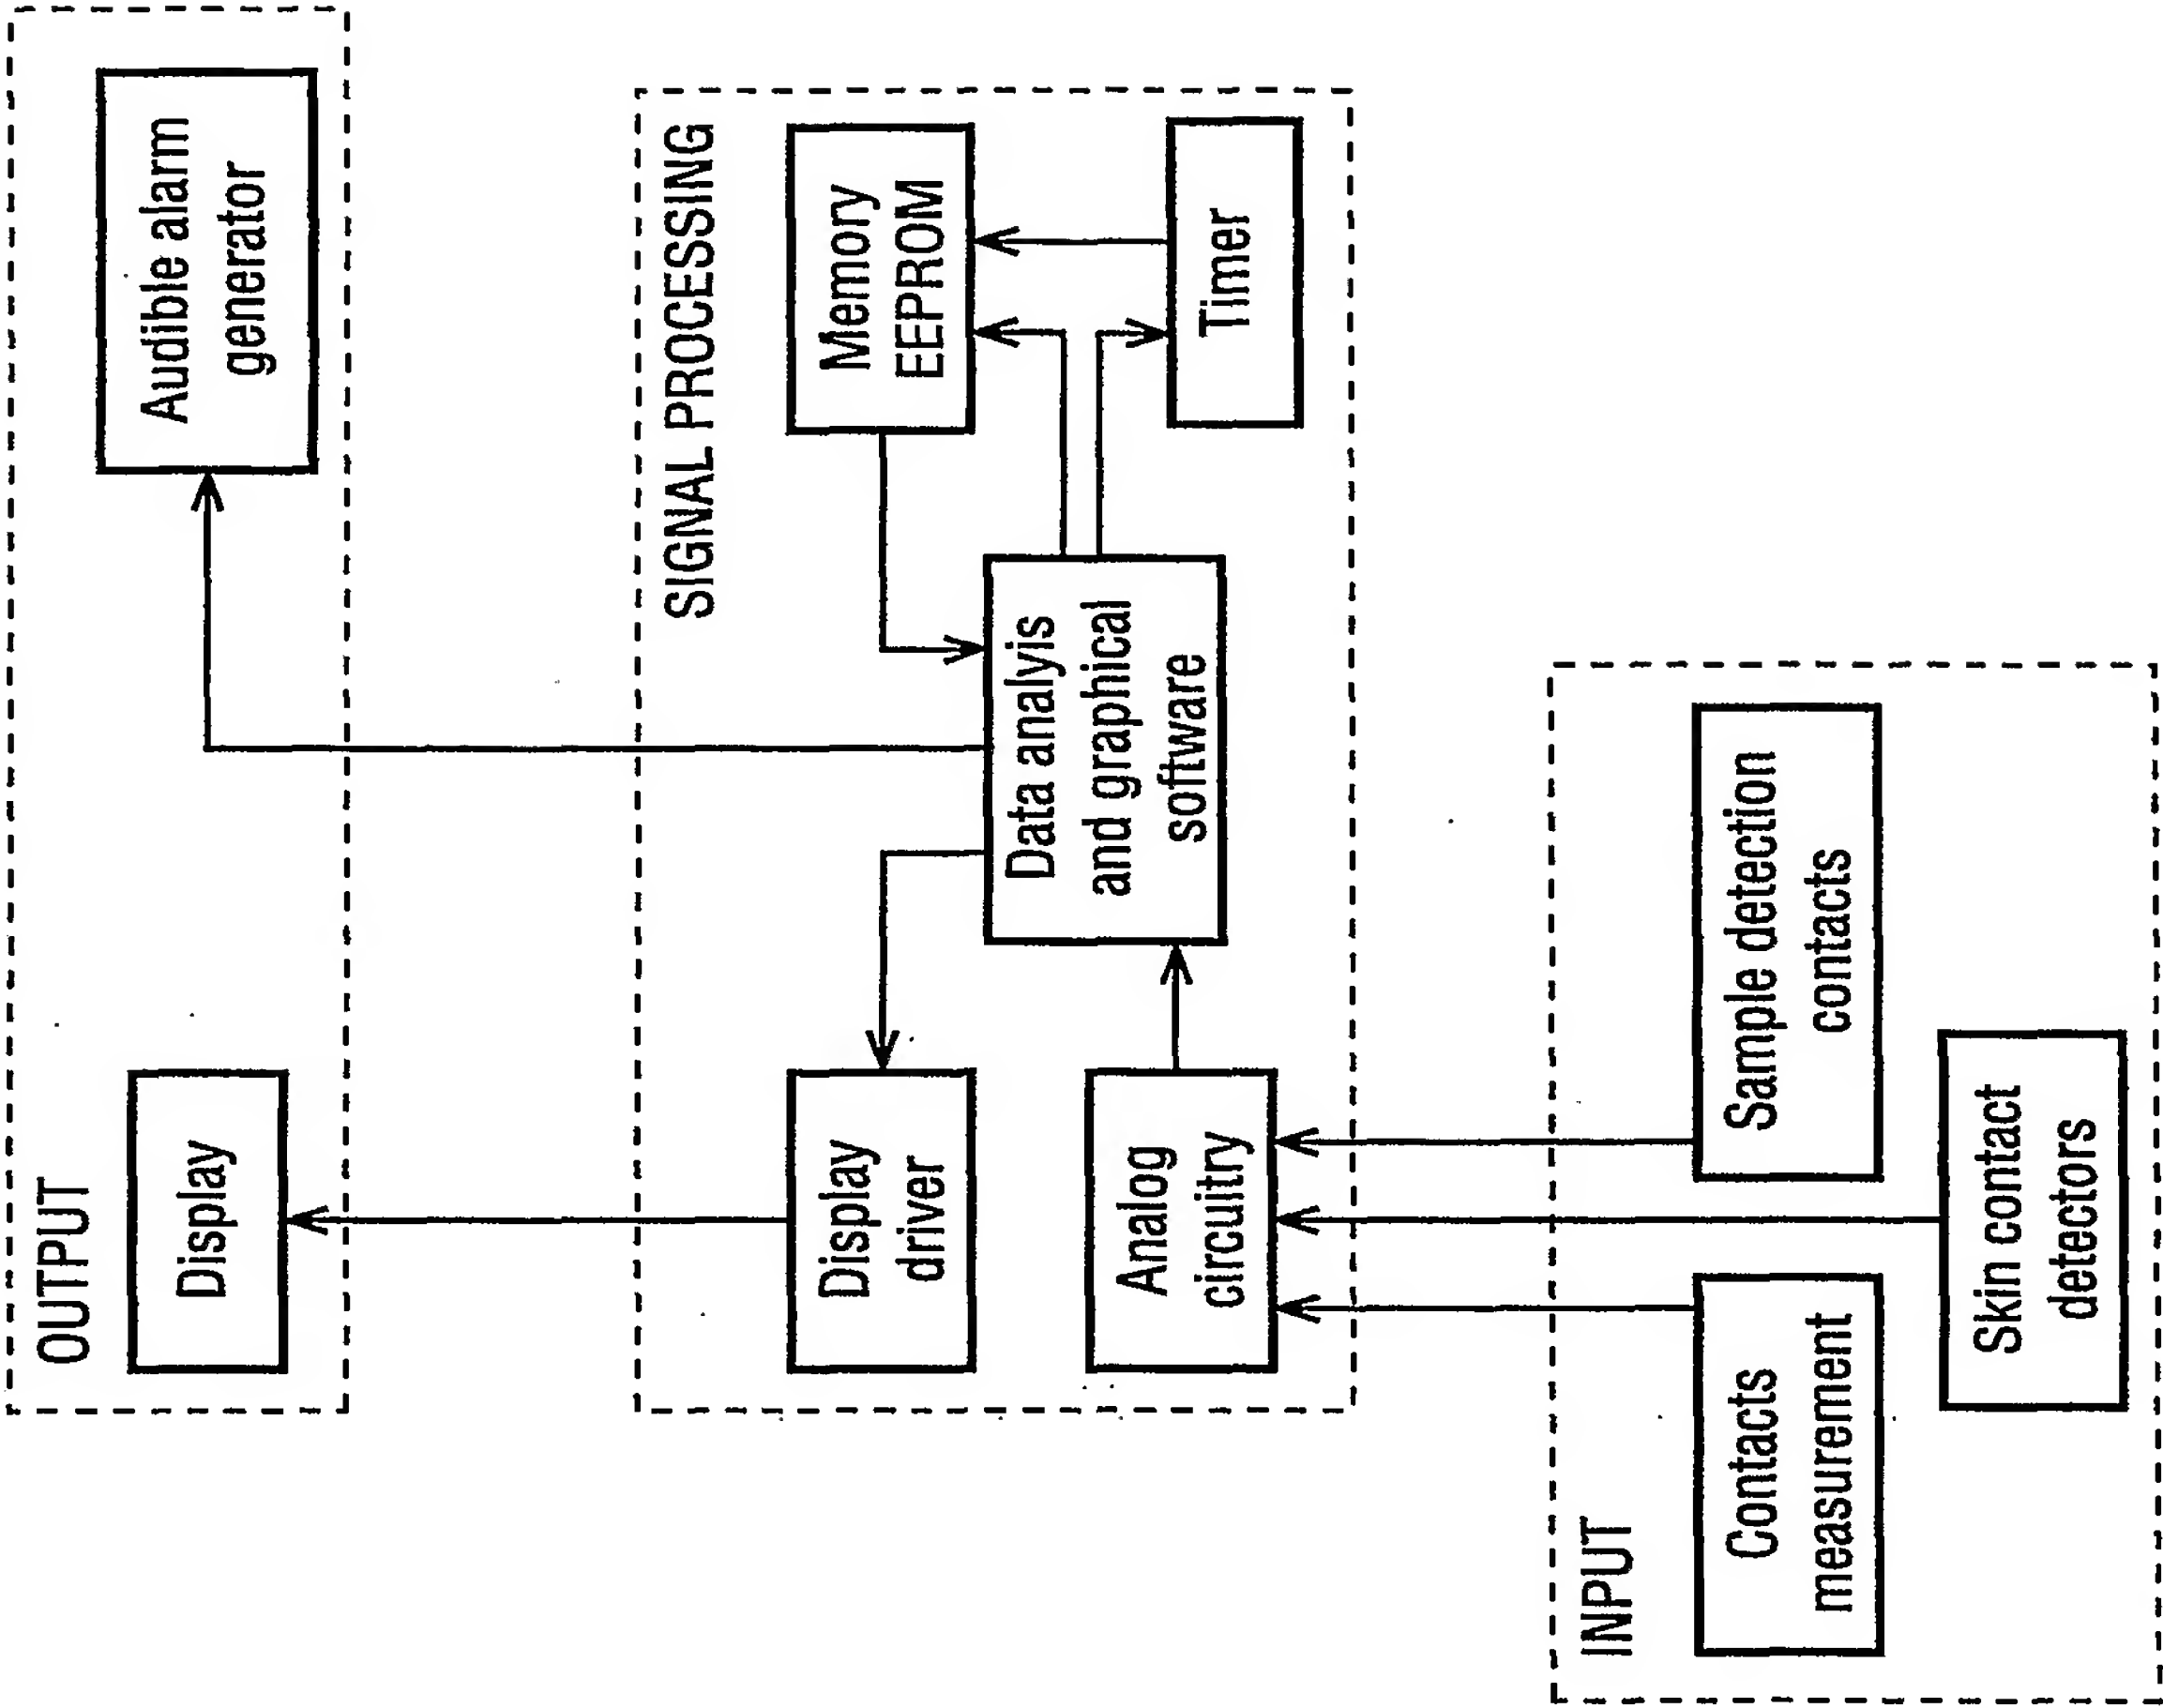 OUTPUT
Display
Audible alarm
generator
SIGNAL PROCESSING
Display
driver
Memory
EEPROM
Data analyis
and graphical
software
Analog
circuitry
Timer
INPUT
Contacts
measurement
Sample detection
contacts
Skin contact
detectors